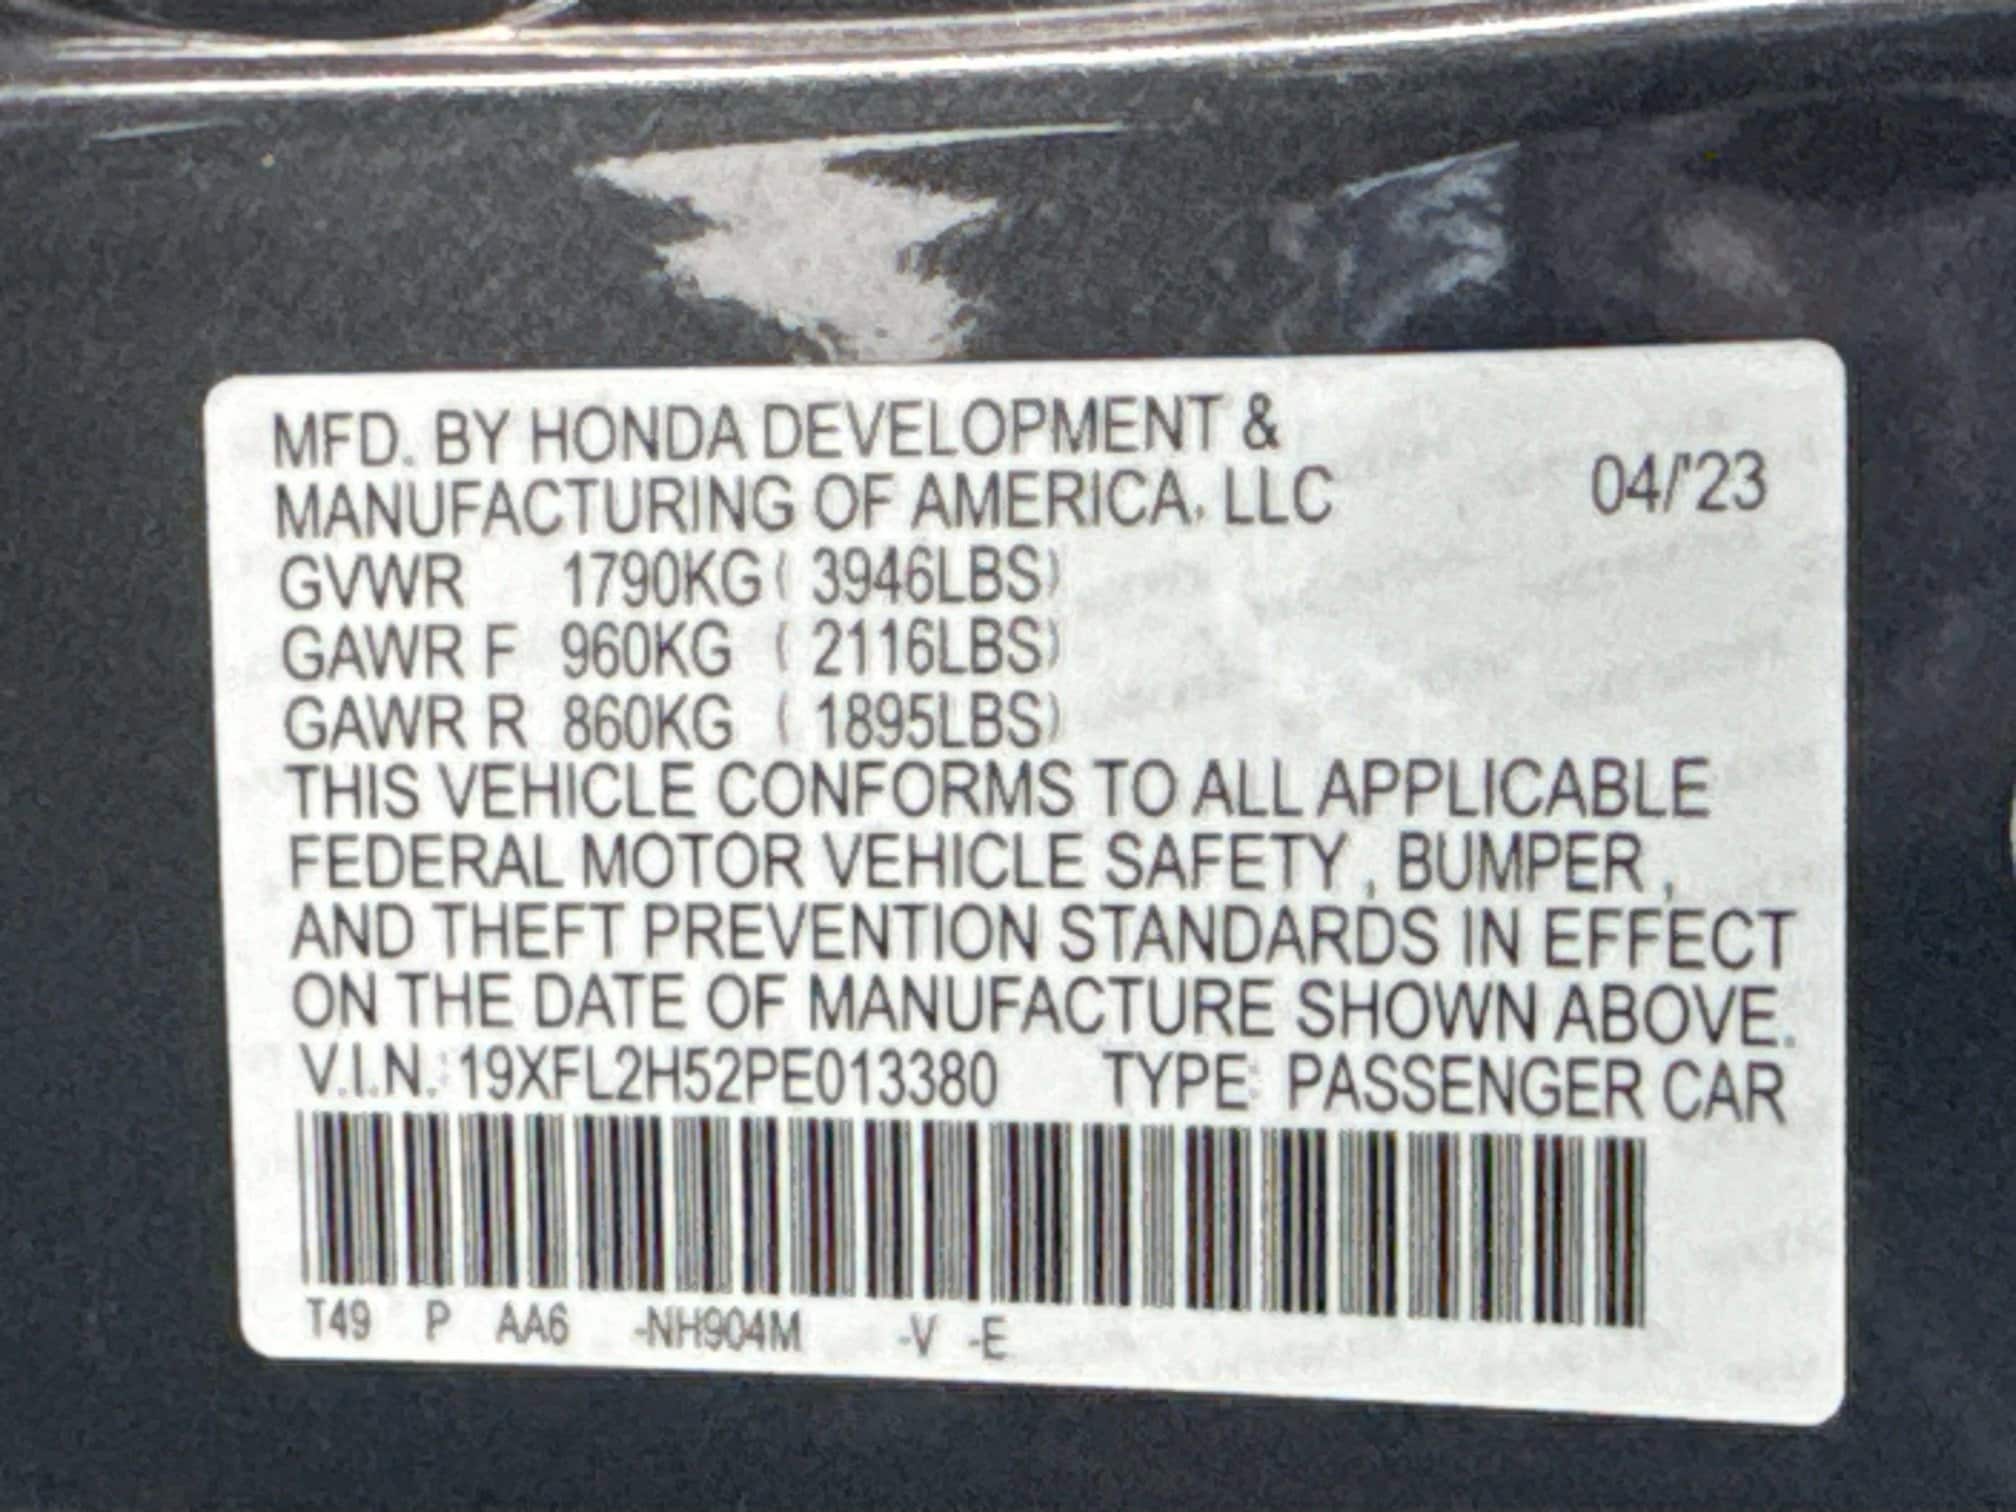 MFD. BY HONDA DEVELOPMENT &
MANUFACTURING OF AMERICA, LLC 04/'23
GVWR 1790KG ( 3946LBS)
GAWR F 960KG ( 2116LBS)
GAWR R 860KG ( 1895LBS)
THIS VEHICLE CONFORMS TO ALL APPLICABLE
FEDERAL MOTOR VEHICLE SAFETY , BUMPER ,
AND THEFT PREVENTION STANDARDS IN EFFECT
ON THE DATE OF MANUFACTURE SHOWN ABOVE.
V.I.N.: 19XFL2H52PE013380 TYPE: PASSENGER CAR
T49 P AA6 -NH904M -V -E